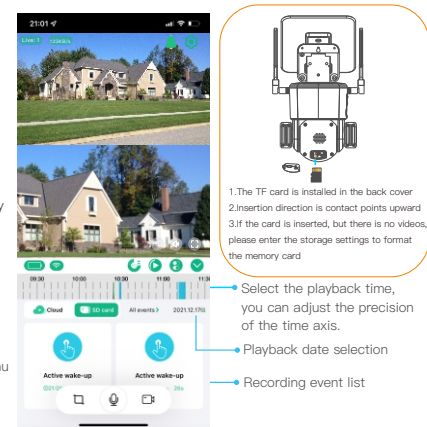 21:01
Live: 1
1.The TF card is installed in the back cover
2.Insertion direction is contact points upward
3.If the card is inserted, but there is no videos,
please enter the storage settings to format
the memory card
y
09:30 10:00 10:30 11:00 11:30
Select the playback time,
you can adjust the precision
of the time axis.
Cloud SD card All events > 2021.12.17
Playback date selection
nu
Active wake-up Active wake-up
Recording event list